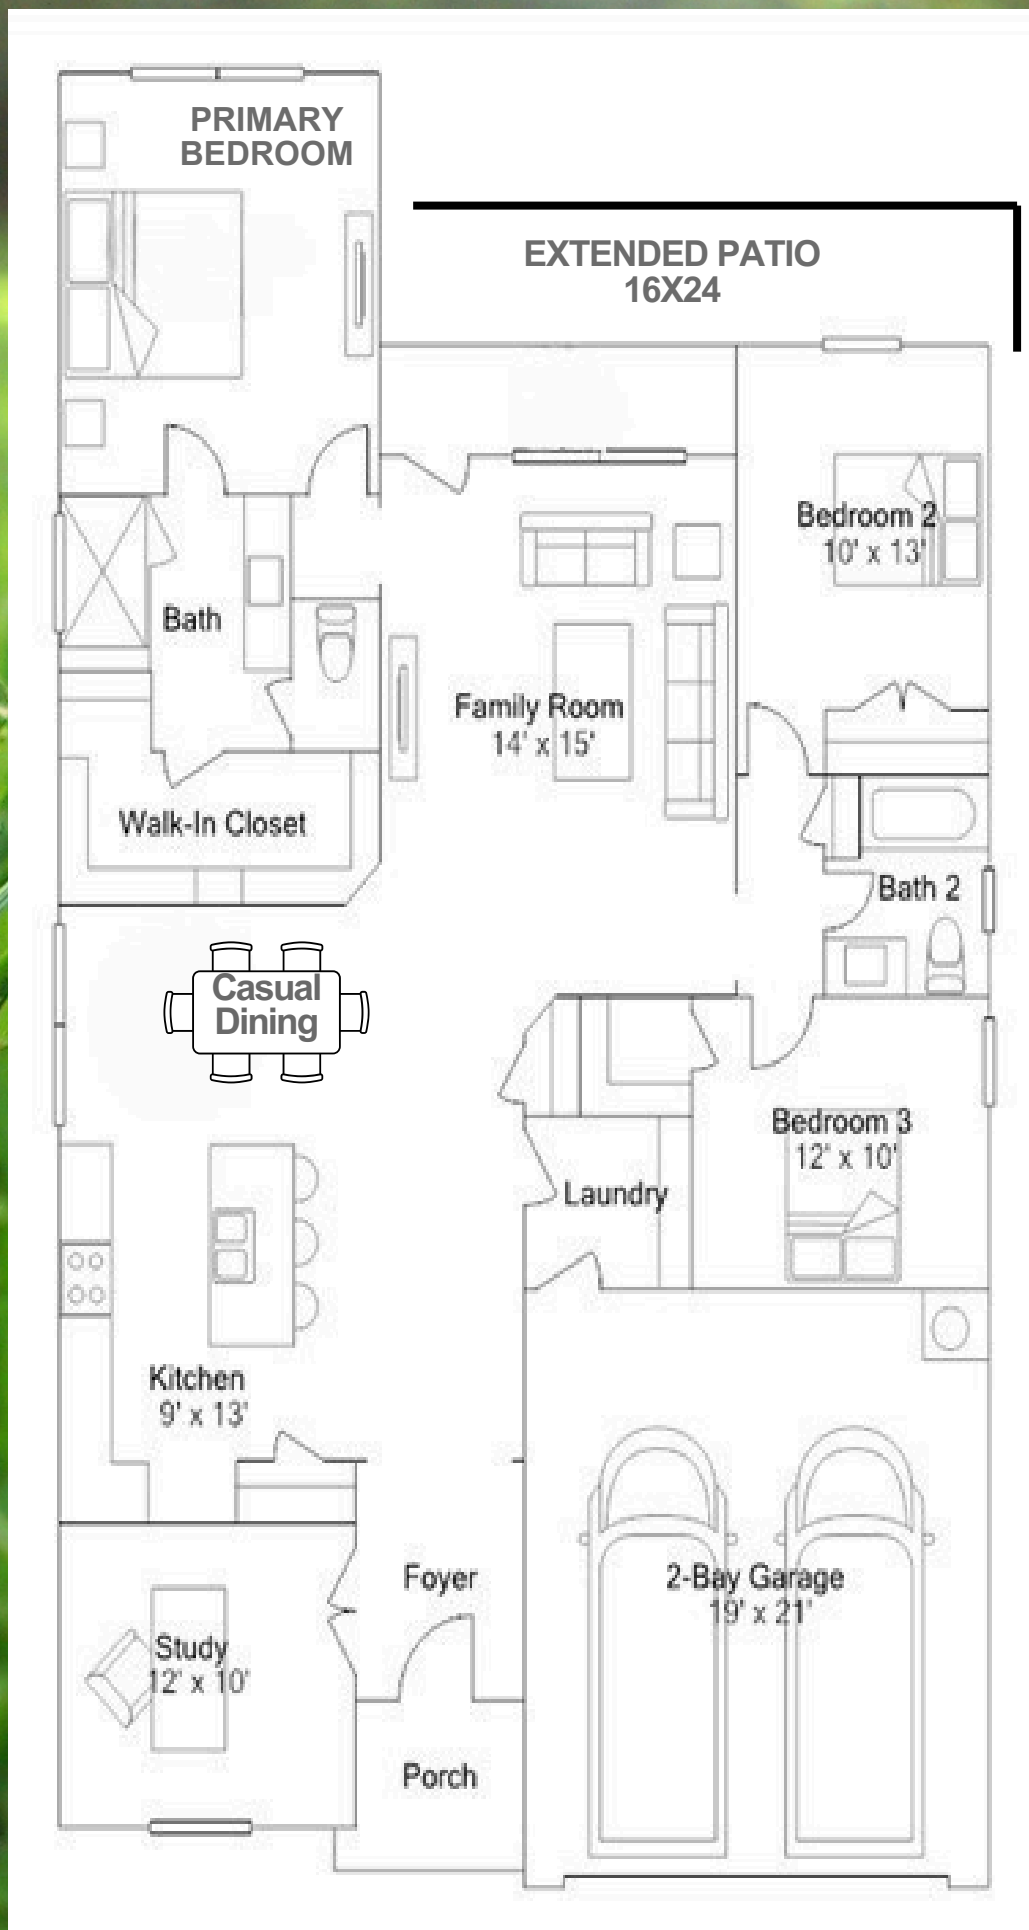 PRIMARY
BEDROOM
EXTENDED PATIO
16X24
Bedroom 2
10' x 13'
Bath
Family Room
14' x 15'
Walk-In Closet
Bath 2
Casual
Dining
Bedroom 3
12' x 10'
Laundry
Kitchen
9' x 13'
Foyer
2-Bay Garage
19' x 21'
Study
12' x 10'
Porch